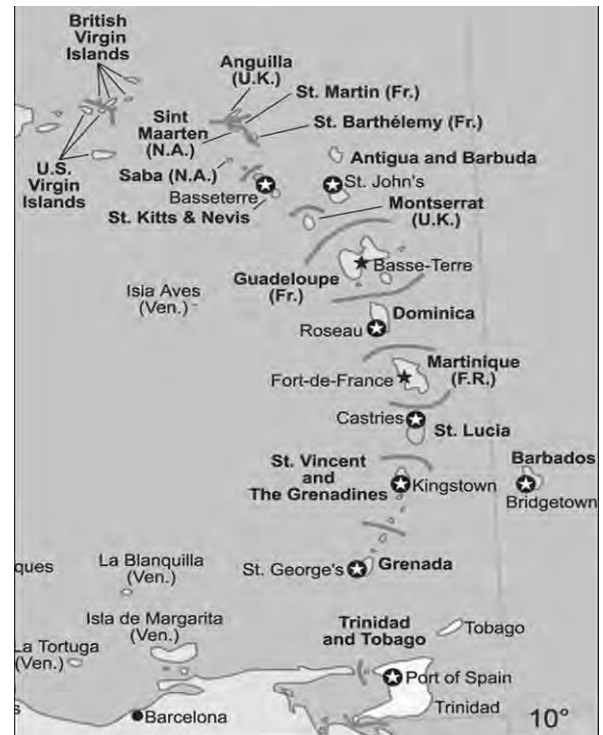 British
Virgin
Islands
Anguilla
(U.K.)
St. Martin (Fr.)
Sint
Maarten
(N.A.)
St. Barthélemy (Fr.)
U.S.
Virgin
Islands
Saba (N.A.)
Antigua and Barbuda
Basseterre
St. John's
St. Kitts & Nevis
Montserrat
(U.K.)
Guadeloupe
(Fr.)
Basse-Terre
Isla Aves
(Ven.)
Dominica
Roseau
Martinique
(F.R.)
Fort-de-France
Castries
St. Lucia
St. Vincent
and
The Grenadines
Kingstown
Barbados
Bridgetown
ques
La Blanquilla
(Ven.)
St. George's
Grenada
Isla de Margarita
(Ven.)
La Tortuga
(Ven.)
Trinidad
and Tobago
Tobago
Port of Spain
Trinidad
s
Barcelona
10°